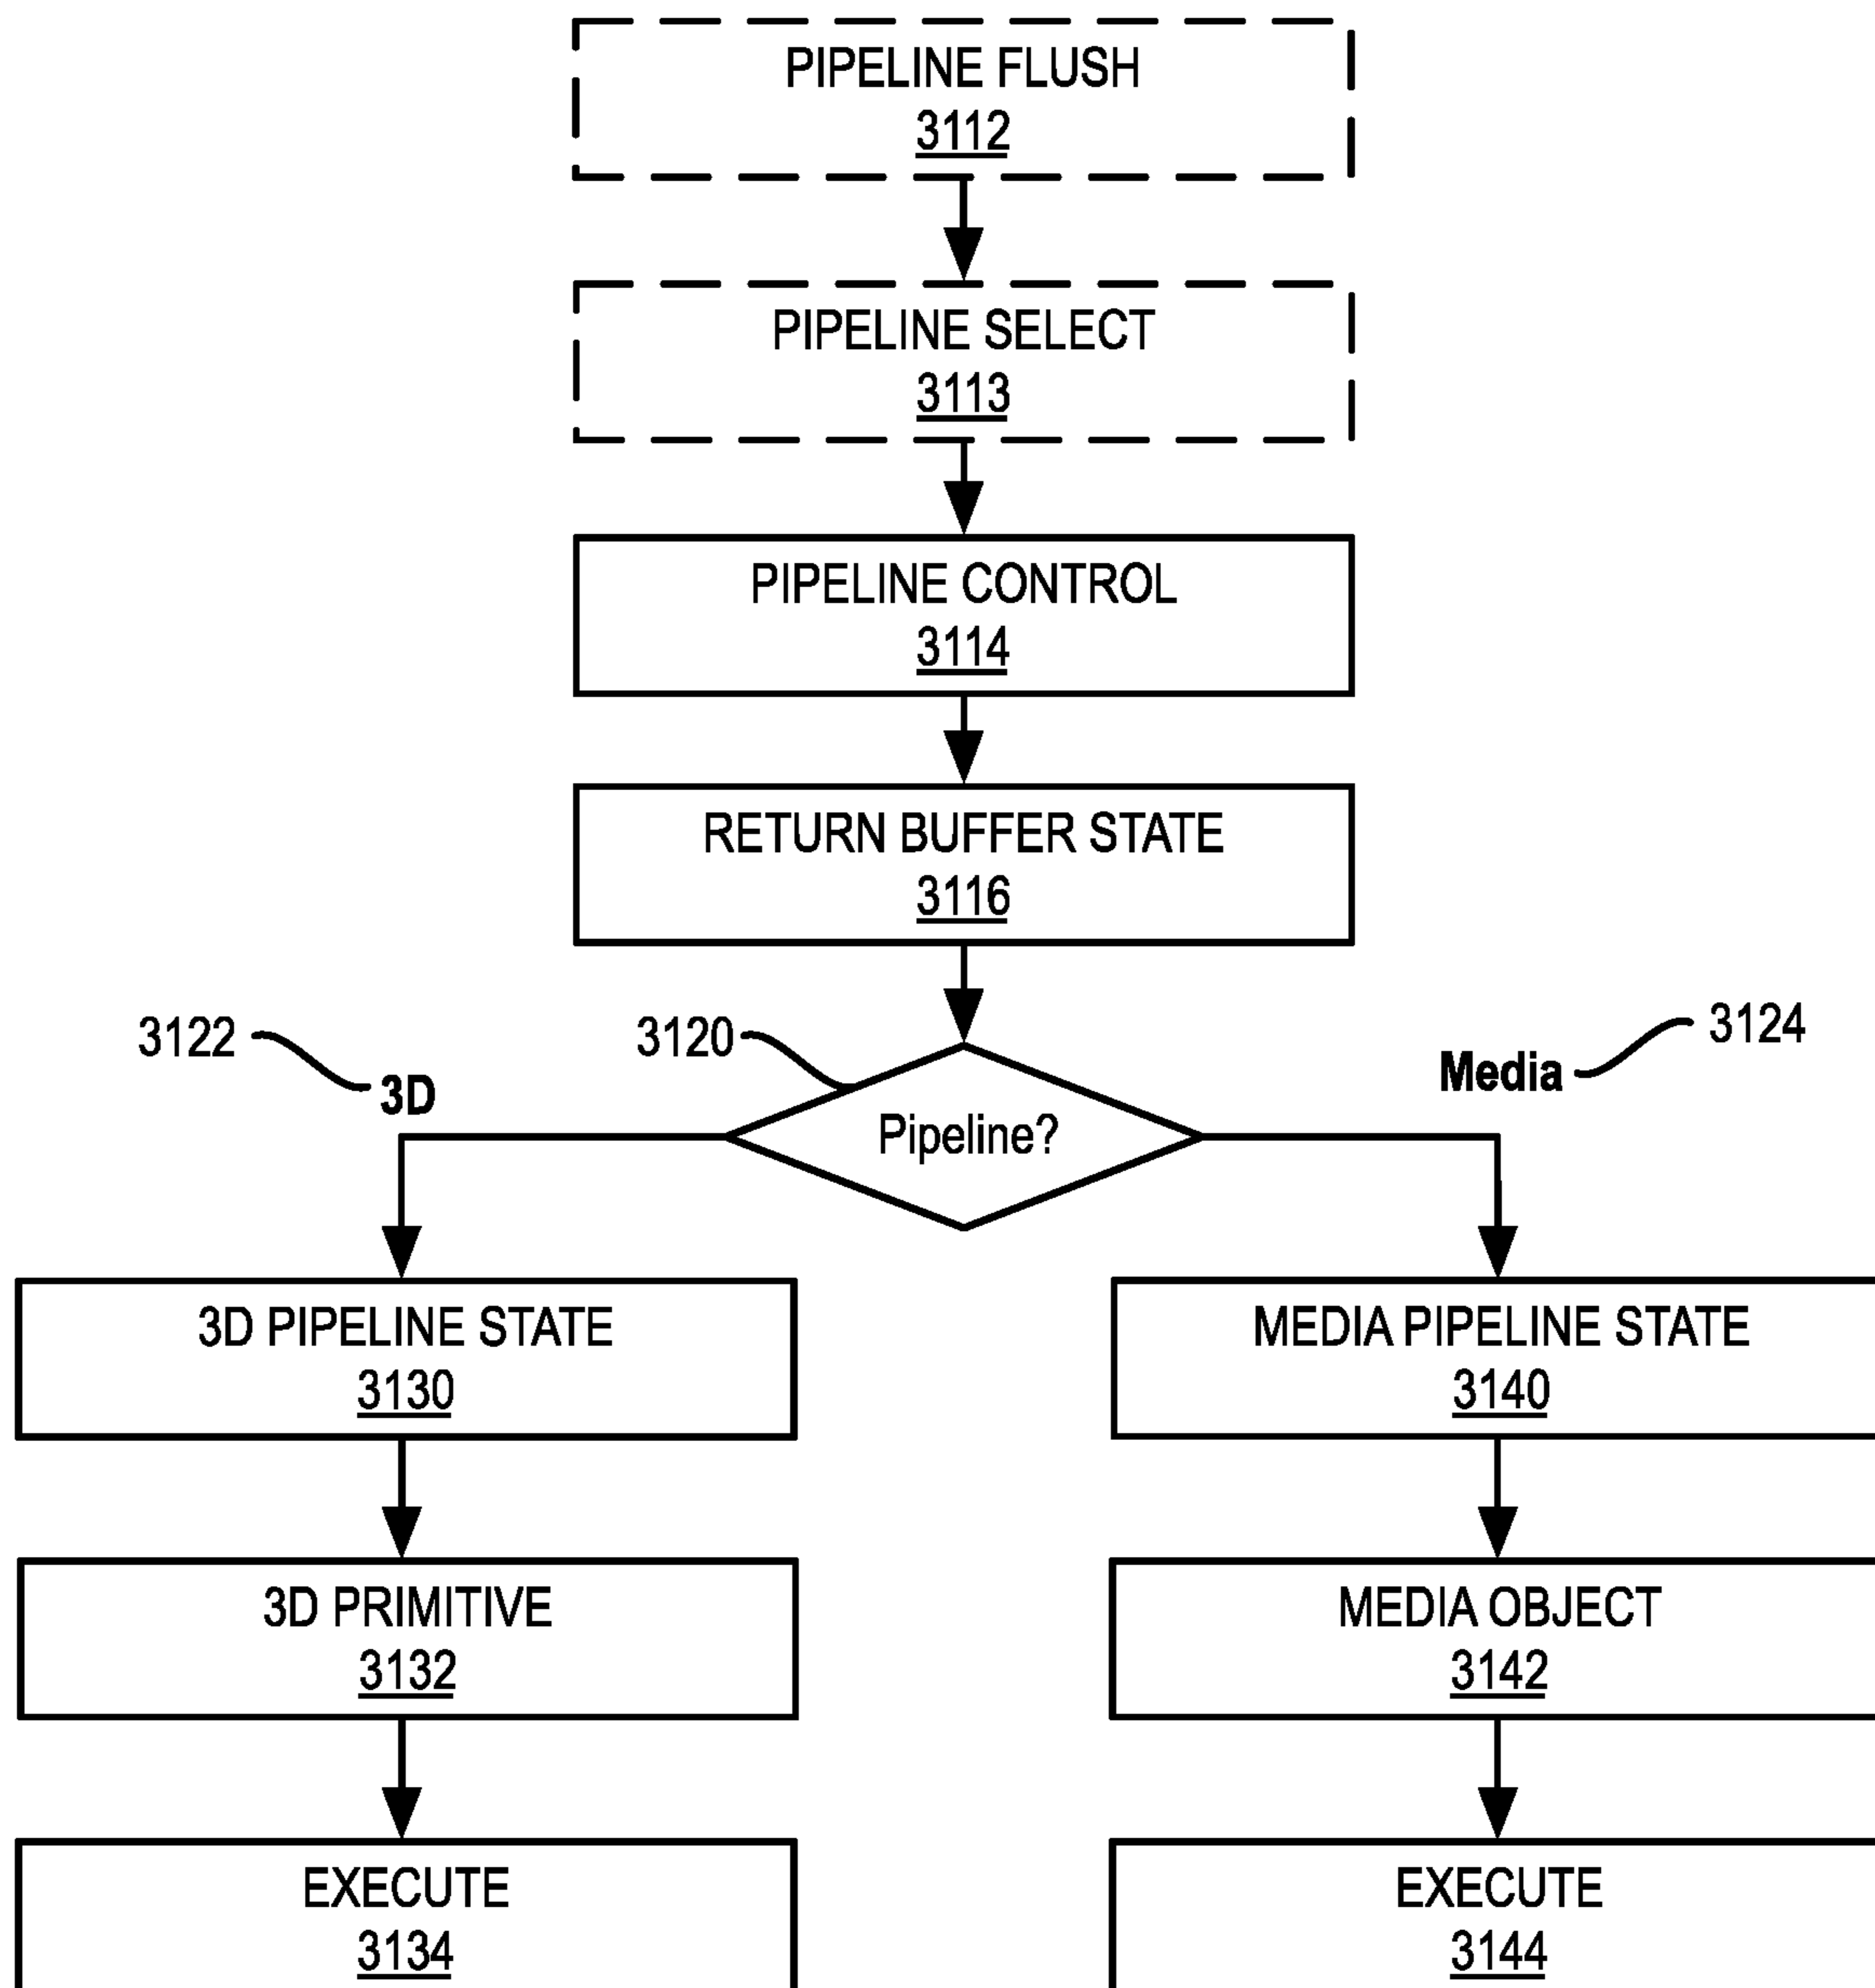 PIPELINE FLUSH
3112
PIPELINE SELECT
3113
PIPELINE CONTROL
3114
RETURN BUFFER STATE
3116
3122
3D
3120
Pipeline?
Media
3124
3D PIPELINE STATE
3130
MEDIA PIPELINE STATE
3140
3D PRIMITIVE
3132
MEDIA OBJECT
3142
EXECUTE
3134
EXECUTE
3144